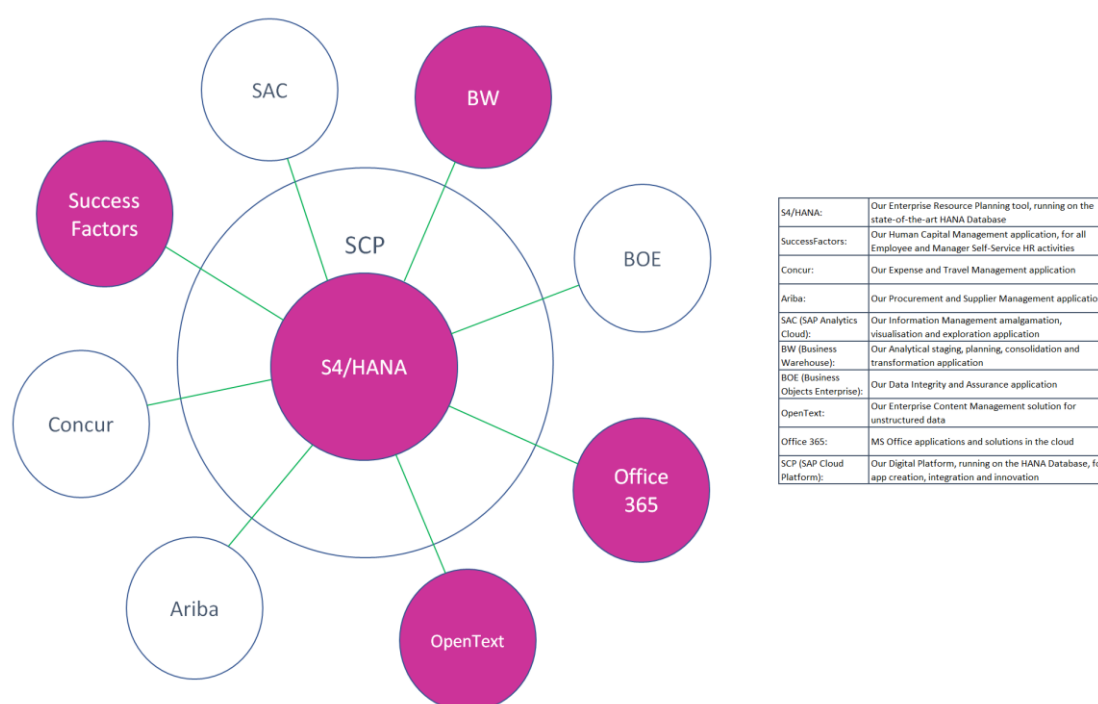 SAC
BW
Success
Factors
SCP
BOE
S4/HANA
Concur
Office
365
Ariba
OpenText
S4/HANA:
Our Enterprise Resource Planning tool, running on the
state-of-the-art HANA Database
SuccessFactors:
Our Human Capital Management application, for all
Employee and Manager Self-Service HR activities
Concur:
Our Expense and Travel Management application
Ariba:
Our Procurement and Supplier Management applicatio
SAC (SAP Analytics
Cloud):
Our Information Management amalgamation,
visualisation and exploration application
BW (Business
Warehouse):
Our Analytical staging, planning, consolidation and
transformation application
BOE (Business
Objects Enterprise):
Our Data Integrity and Assurance application
OpenText:
Our Enterprise Content Management solution for
unstructured data
Office 365:
MS Office applications and solutions in the cloud
SCP (SAP Cloud
Platform):
Our Digital Platform, running on the HANA Database, fo
app creation, integration and innovation